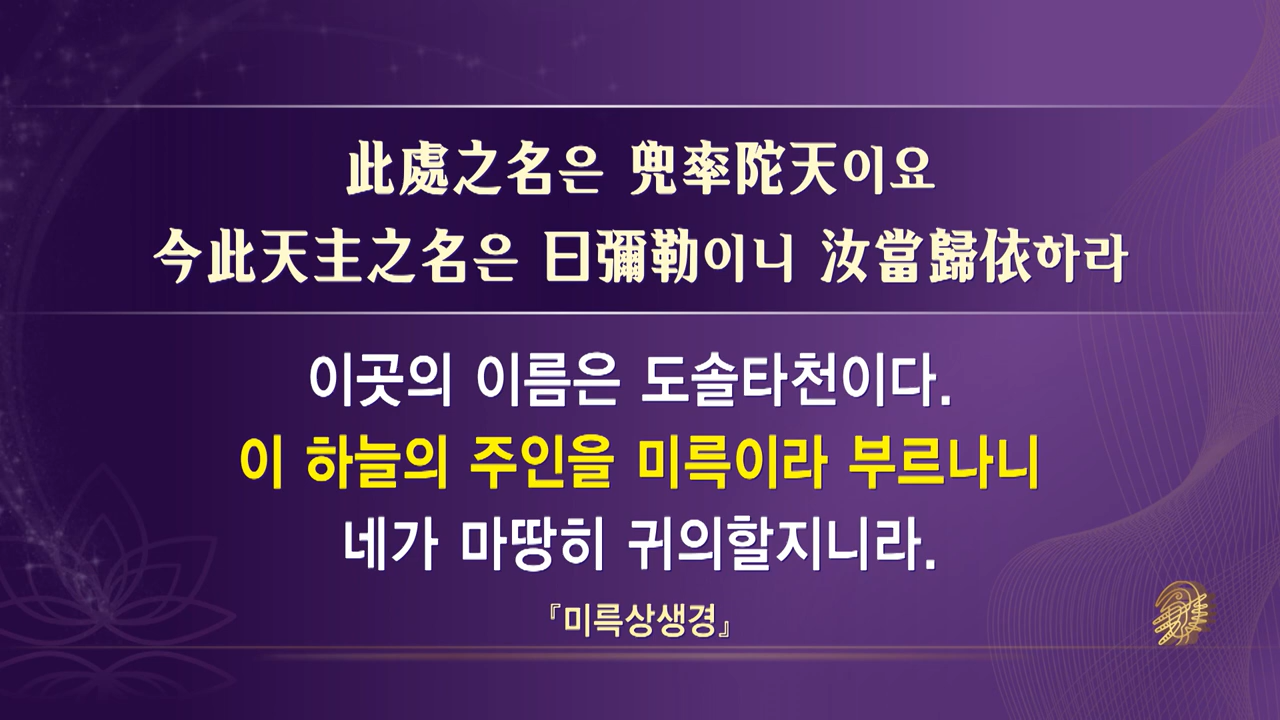 此處之名은 兜率陀天이요
今此天主之名은 曰彌勒이니 汝當歸依하라
이곳의 이름은 도솔타천이다.
이 하늘의 주인을 미륵이라 부르나니
네가 마땅히 귀의할지니라.
『미륵상생경』